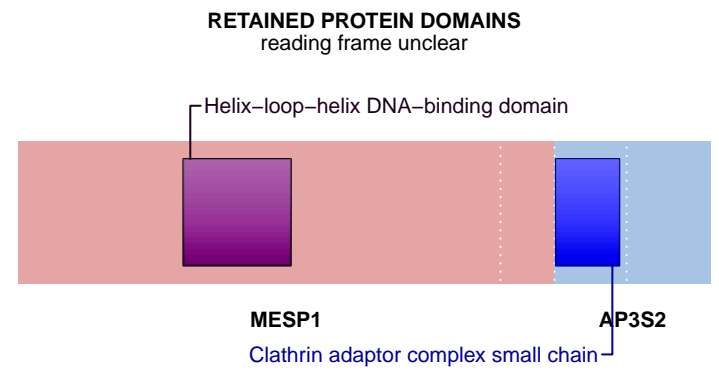 RETAINED PROTEIN DOMAINS
reading frame unclear
Helix−loop−helix DNA−binding domain
MESP1 AP3S2
Clathrin adaptor complex small chain